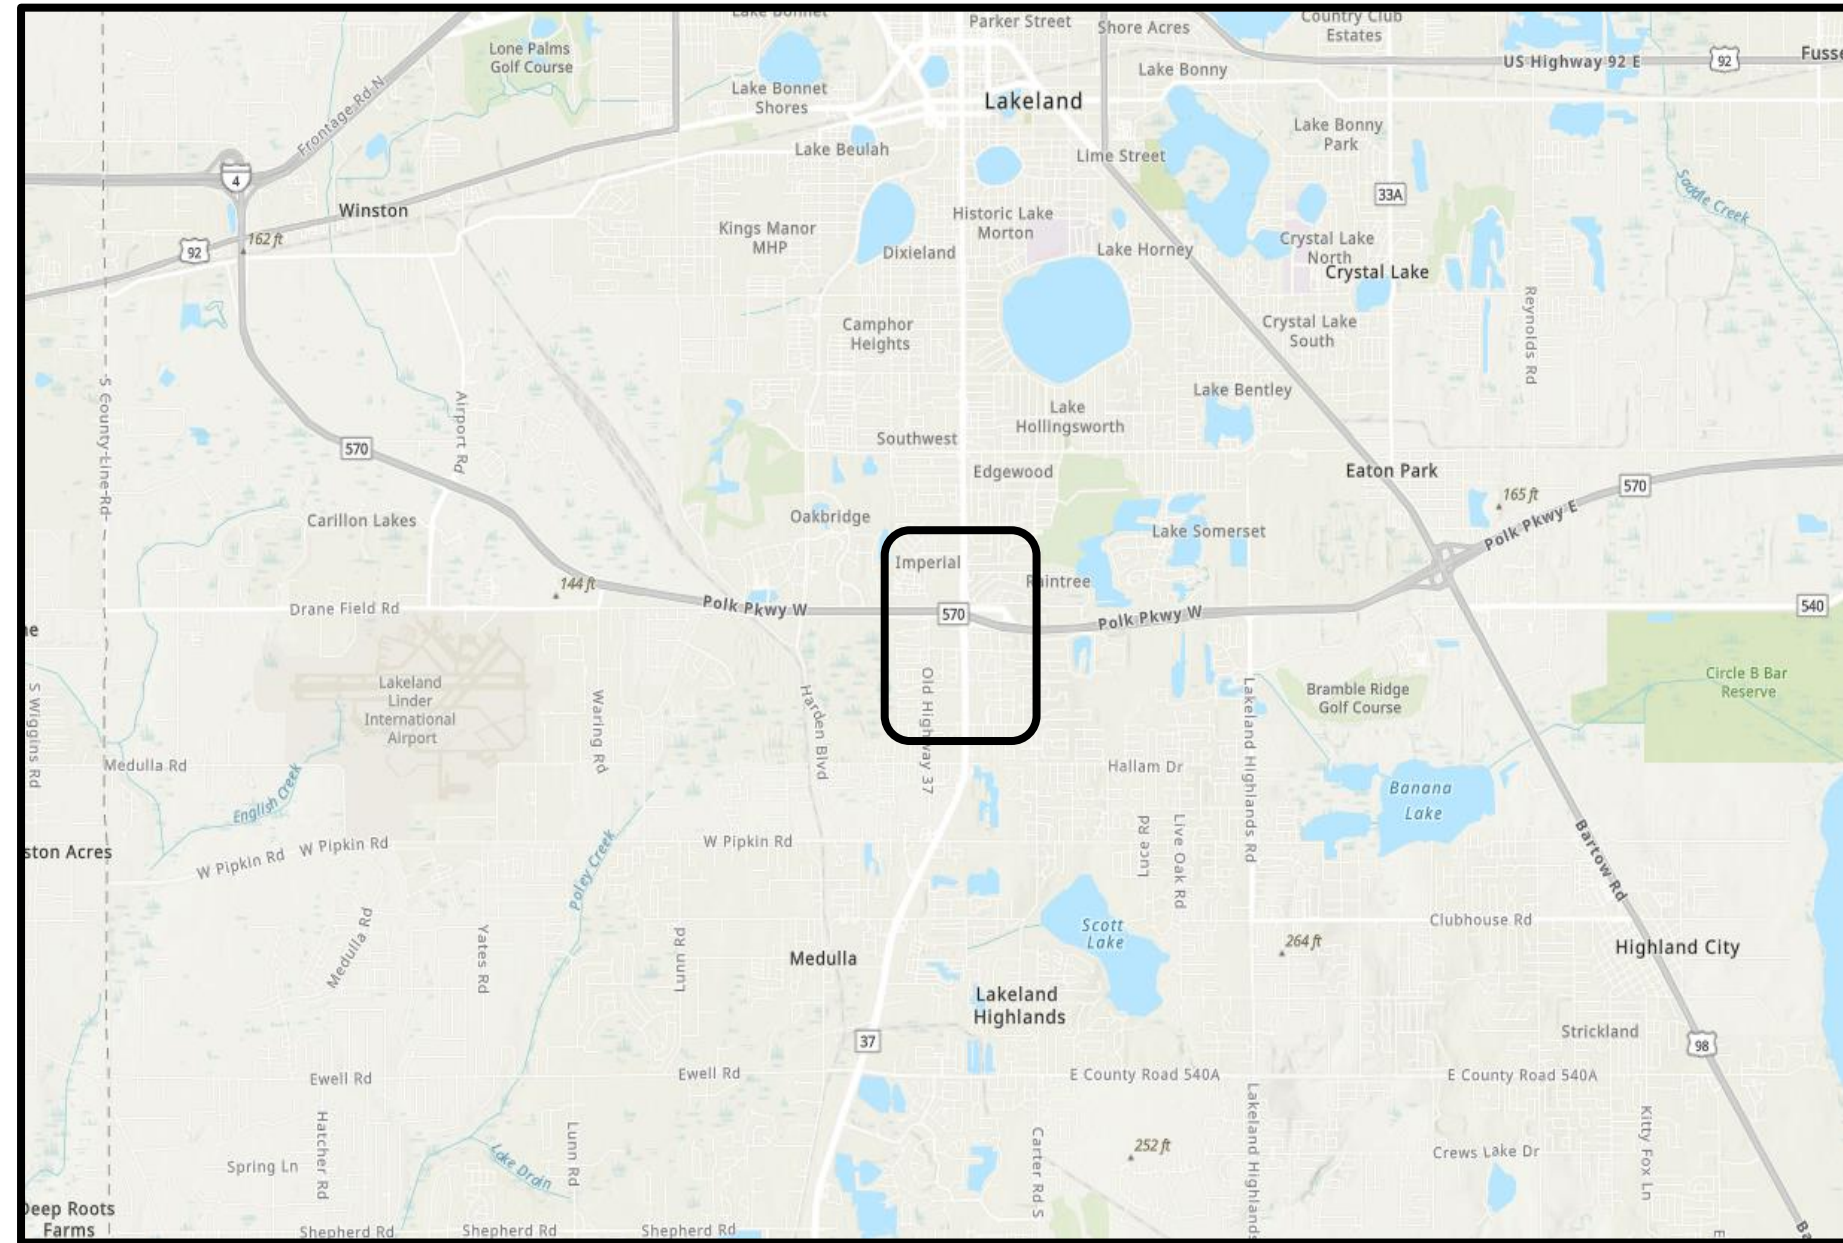 Lake Bonnet
Parker Street
Shore Acres
Country Club
Estates
Lone Palms
Golf Course
US Highway 92 E
92
Lake Bonny
Lake Bonnet
Shores
Lakeland
Frontage Rd N
Lake Beulah
Lime Street
Lake Bonny
Park
4
33A
Saddle Creek
Winston
92
162 ft
Kings Manor
MHP
Dixieland
Historic Lake
Morton
Lake Horney
Crystal Lake
North
Crystal Lake
Camphor
Heights
Crystal Lake
South
Reynolds Rd
S County Line Rd
Airport Rd
Lake
Hollingsworth
Lake Bentley
570
Southwest
Edgewood
Eaton Park
165 ft
570
Polk Pkwy E
Carillon Lakes
Oakbridge
Lake Somerset
Imperial
Raintree
144 ft
Drane Field Rd
Polk Pkwy W
570
Polk Pkwy W
540
Lakeland
Linder
International
Airport
S Wiggins Rd
Waring Rd
Harden Blvd
Old Highway 37
Lakeland Highlands Rd
Bramble Ridge
Golf Course
Circle B Bar
Reserve
Medulla Rd
English Creek
Hallam Dr
Banana
Lake
W Pipkin Rd
W Pipkin Rd
W Pipkin Rd
Poley Creek
Luce Rd
Live Oak Rd
Bartow Rd
Medulla Rd
Yates Rd
Lunn Rd
Medulla
Scott
Lake
264 ft
Clubhouse Rd
Highland City
Lakeland
Highlands
37
Strickland
98
Ewell Rd
Ewell Rd
E County Road 540A
E County Road 540A
Hatcher Rd
Lunn Rd
Carter Rd S
252 ft
Lakeland Highlands
Crews Lake Dr
Kitty Fox Ln
Spring Ln
Lake Drain
Deep Roots
Farms
Shepherd Rd
Shepherd Rd
Shepherd Rd